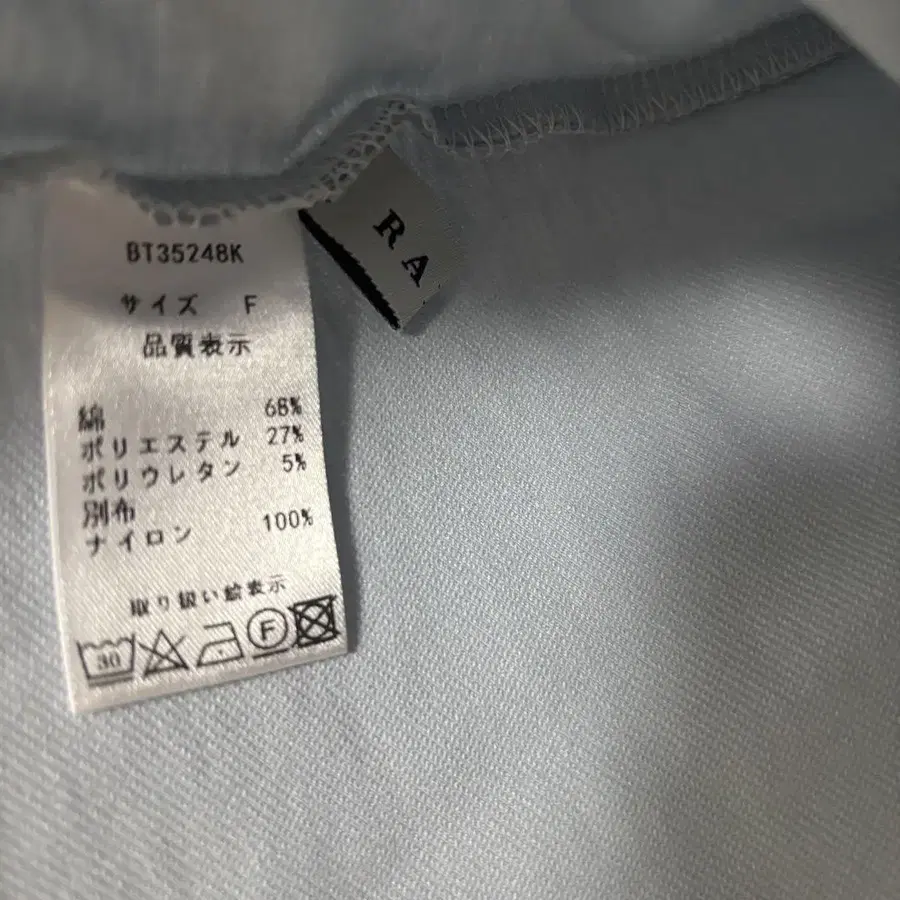 BT35248K
サイズ F
品質表示
綿 68%
ポリエステル 27%
ポリウレタン 5%
別布
ナイロン 100%
取り扱い絵表示
30 F
RA